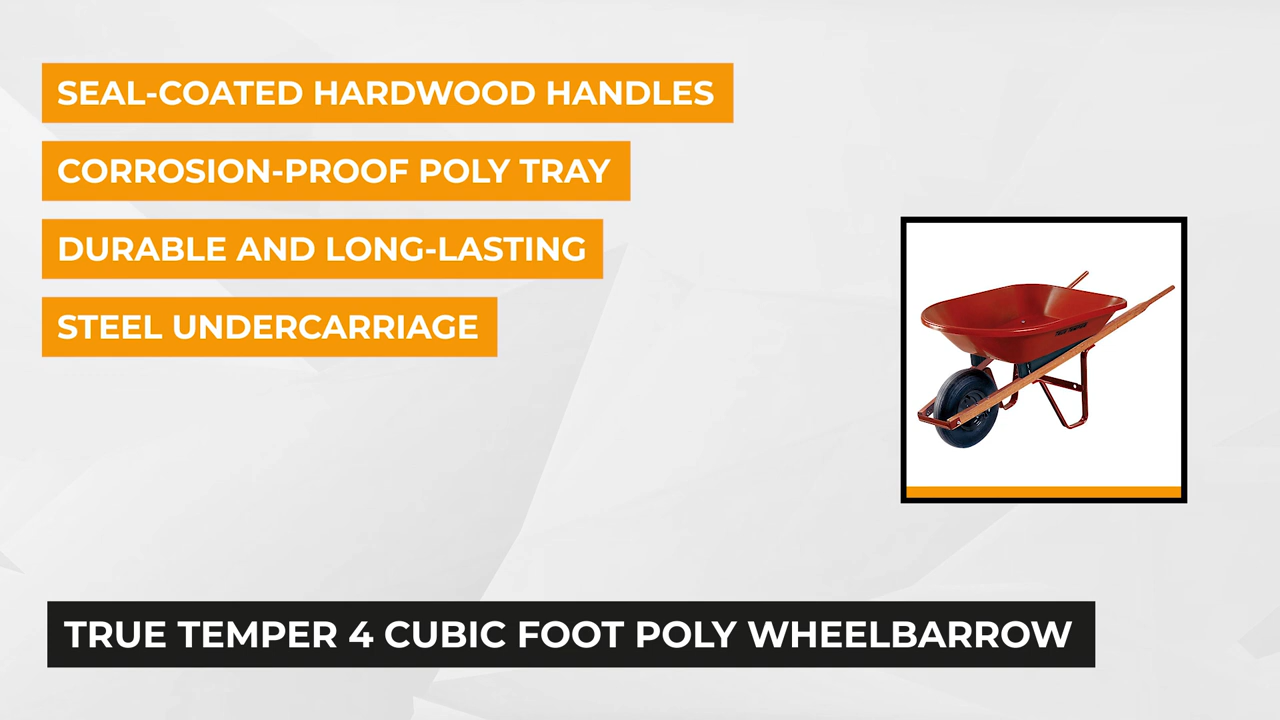 SEAL-COATED HARDWOOD HANDLES
CORROSION-PROOF POLY TRAY
DURABLE AND LONG-LASTING
STEEL UNDERCARRIAGE
TRUE TEMPER 4 CUBIC FOOT POLY WHEELBARROW